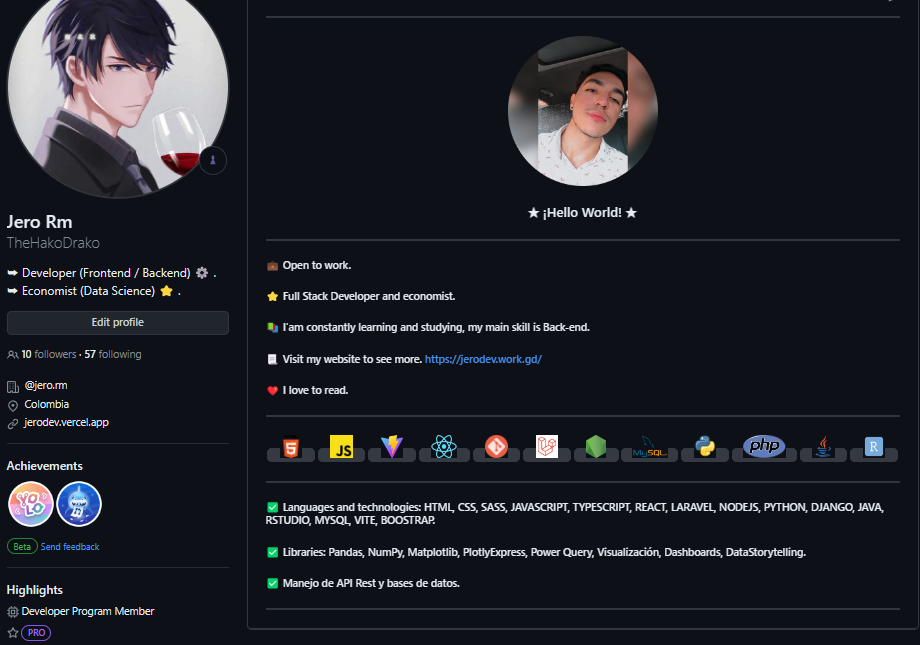 Jero Rm
TheHakoDrako
➥ Developer (Frontend / Backend) ⚙️ .
➥ Economist (Data Science) ⭐ .
Edit profile
10 followers · 57 following
@jero.rm
Colombia
jerodev.vercel.app
Achievements
YOLO
Beta Send feedback
Highlights
Developer Program Member
PRO
★ ¡Hello World! ★
💼 Open to work.
⭐ Full Stack Developer and economist.
📚 I'am constantly learning and studying, my main skill is Back-end.
📃 Visit my website to see more. https://jerodev.work.gd/
❤️ I love to read.
5 JS MySQL php R
✅ Languages and technologies: HTML, CSS, SASS, JAVASCRIPT, TYPESCRIPT, REACT, LARAVEL, NODEJS, PYTHON, DJANGO, JAVA,
RSTUDIO, MYSQL, VITE, BOOSTRAP.
✅ Libraries: Pandas, NumPy, Matplotlib, PlotlyExpress, Power Query, Visualización, Dashboards, DataStorytelling.
✅ Manejo de API Rest y bases de datos.